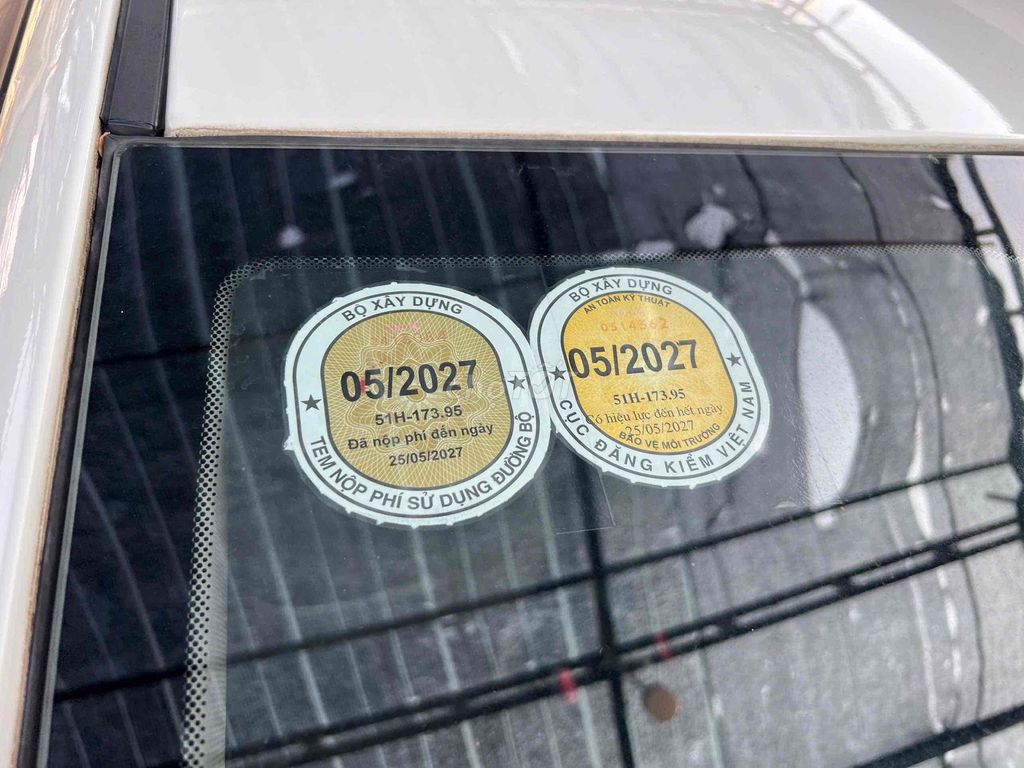 BỘ XÂY DỰNG
05/2027
51H-173.95
Đã nộp phí đến ngày
25/05/2027
TEM NỘP PHÍ SỬ DỤNG ĐƯỜNG BỘ
BỘ XÂY DỰNG
AN TOÀN KỸ THUẬT
0514562
05/2027
51H-173.95
Có hiệu lực đến hết ngày
25/05/2027
BẢO VỆ MÔI TRƯỜNG
CỤC ĐĂNG KIỂM VIỆT NAM